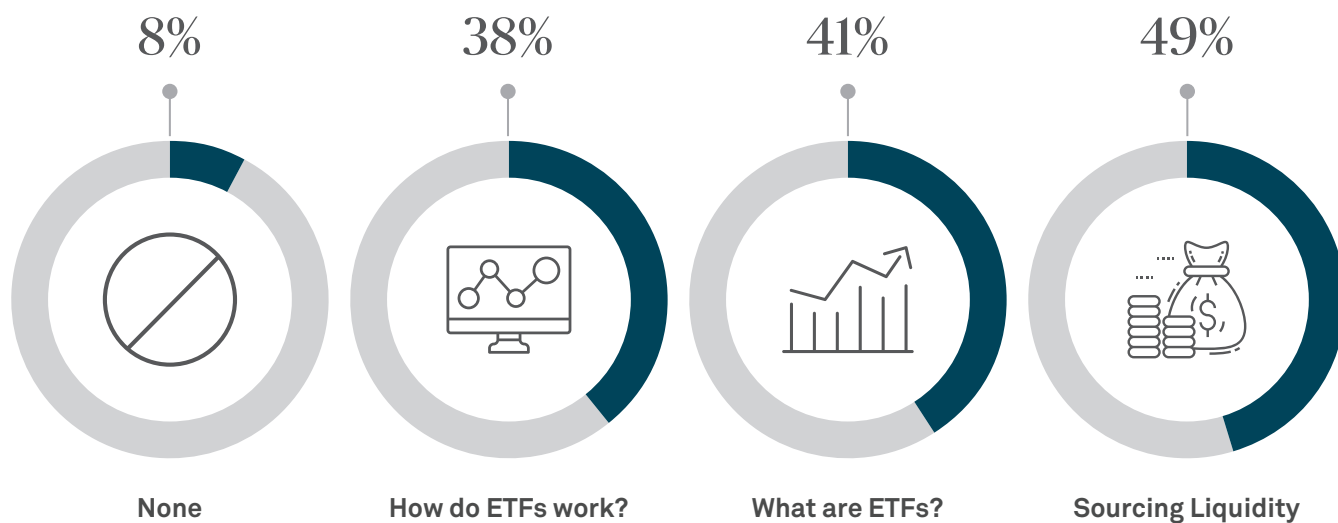 8% 38% 41% 49%
$
None How do ETFs work? What are ETFs? Sourcing Liquidity